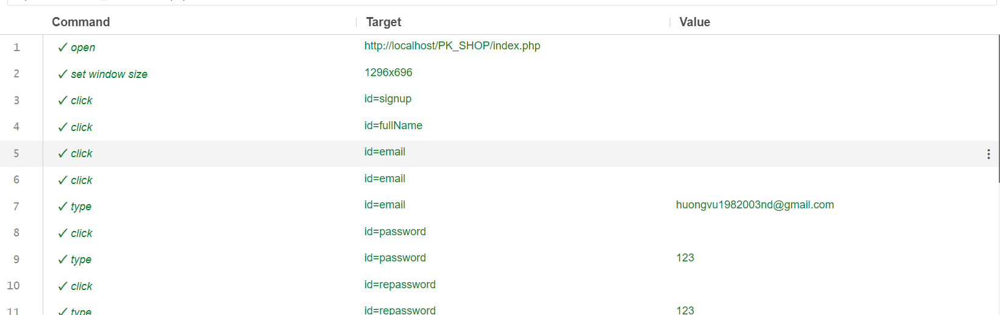 Command Target Value
1 ✓ open http://localhost/PK_SHOP/index.php
2 ✓ set window size 1296x696
3 ✓ click id=signup
4 ✓ click id=fullName
5 ✓ click id=email
6 ✓ click id=email
7 ✓ type id=email huongvu1982003nd@gmail.com
8 ✓ click id=password
9 ✓ type id=password 123
10 ✓ click id=repassword
11 ✓ type id=repassword 123